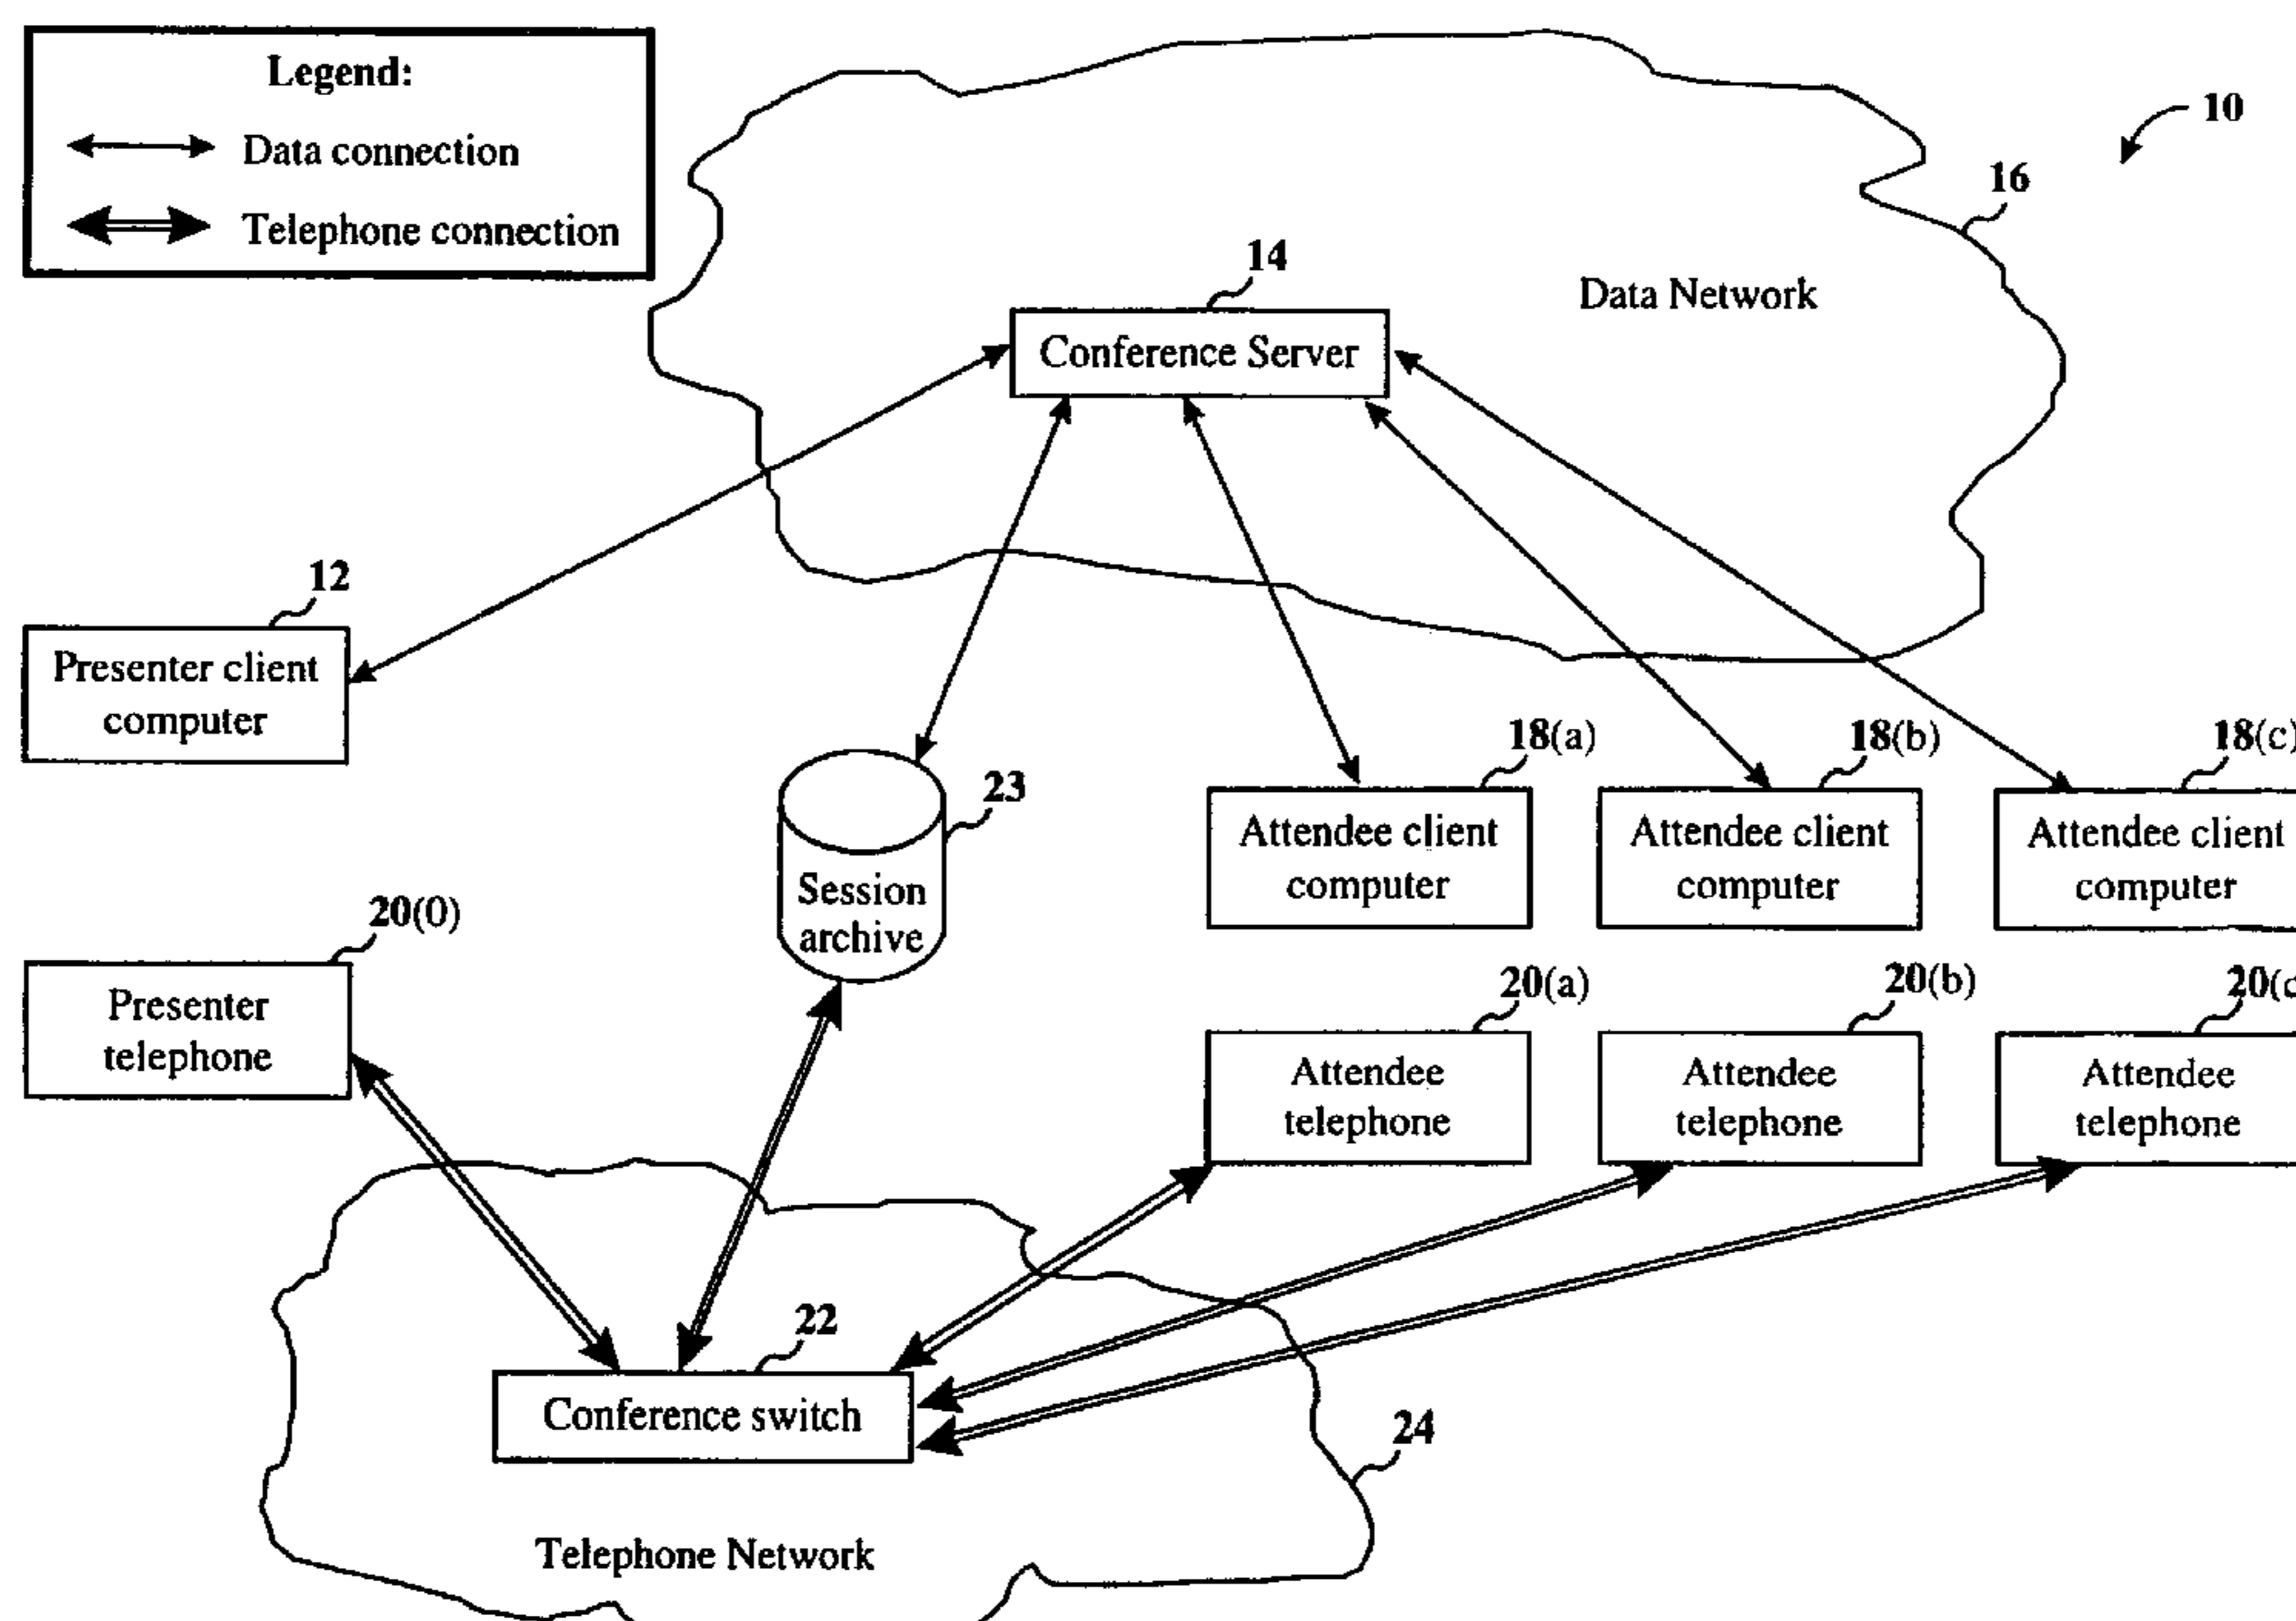 Legend:
Data connection
Telephone connection
10
16
14
Data Network
Conference Server
12
Presenter client
computer
18(a)
18(b)
18(c)
23
Attendee client
computer
Attendee client
computer
Attendee client
computer
Session
archive
20(0)
Presenter
telephone
20(a)
20(b)
Attendee
telephone
Attendee
telephone
Attendee
telephone
22
Conference switch
24
Telephone Network